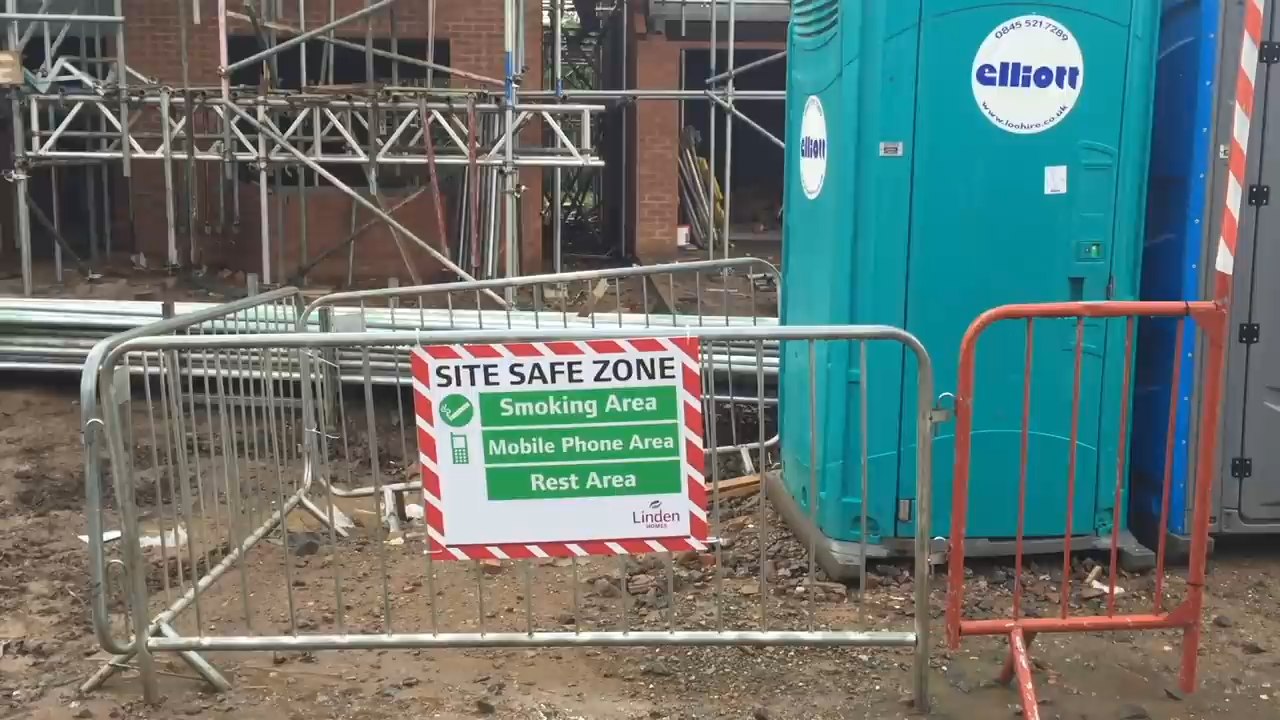 SITE SAFE ZONE
Smoking Area
Mobile Phone Area
Rest Area
Linden
HOMES
0845 521 7289
elliott
www.loohire.co.uk
elliott